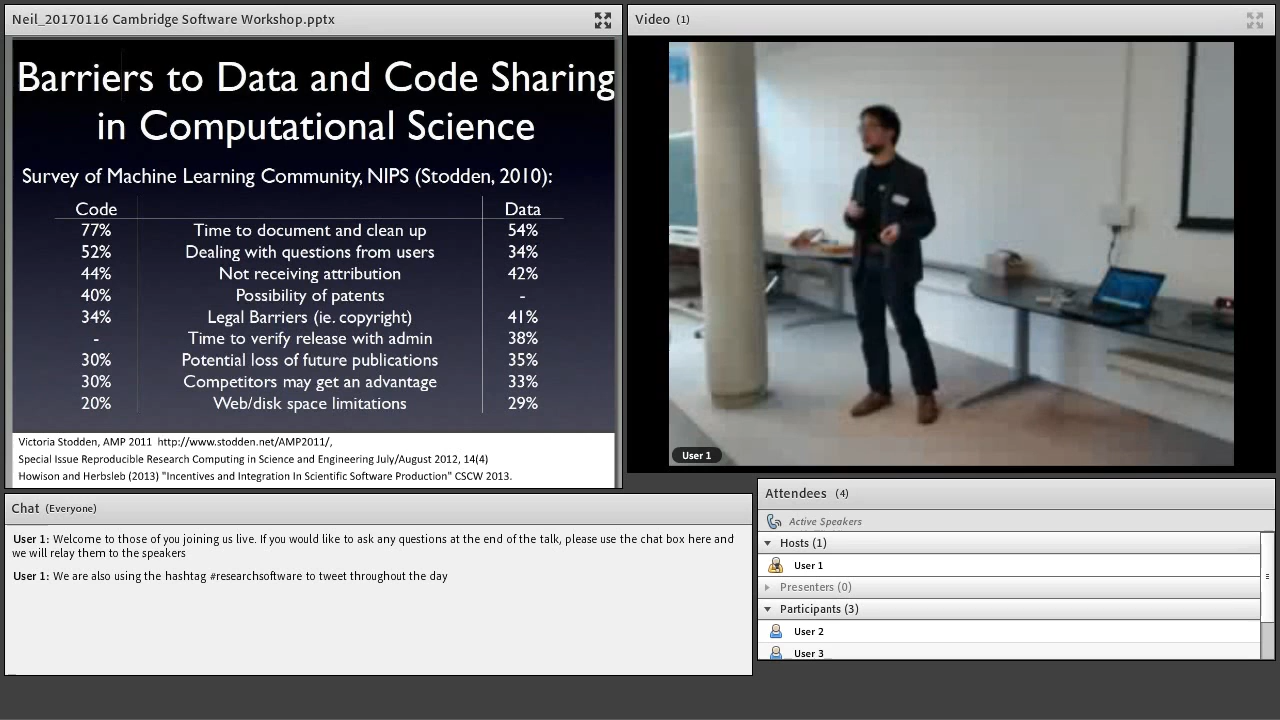 Neil_20170116 Cambridge Software Workshop.pptx
Barriers to Data and Code Sharing
in Computational Science
Survey of Machine Learning Community, NIPS (Stodden, 2010):
Code Data
77% Time to document and clean up 54%
52% Dealing with questions from users 34%
44% Not receiving attribution 42%
40% Possibility of patents -
34% Legal Barriers (ie. copyright) 41%
- Time to verify release with admin 38%
30% Potential loss of future publications 35%
30% Competitors may get an advantage 33%
20% Web/disk space limitations 29%
Victoria Stodden, AMP 2011 http://www.stodden.net/AMP2011/,
Special Issue Reproducible Research Computing in Science and Engineering July/August 2012, 14(4)
Howison and Herbsleb (2013) "Incentives and Integration In Scientific Software Production" CSCW 2013.
Video (1)
User 1
Chat (Everyone)
User 1: Welcome to those of you joining us live. If you would like to ask any questions at the end of the talk, please use the chat box here and
we will relay them to the speakers
User 1: We are also using the hashtag #researchsoftware to tweet throughout the day
Attendees (4)
Active Speakers
Hosts (1)
User 1
Presenters (0)
Participants (3)
User 2
User 3